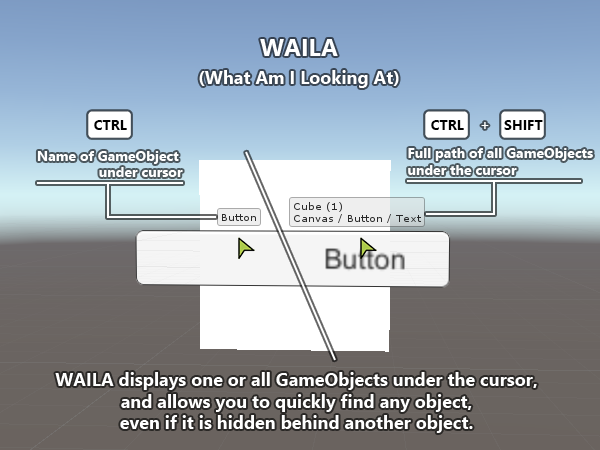 WAILA
(What Am I Looking At)
CTRL
CTRL + SHIFT
Name of GameObject
under cursor
Full path of all GameObjects
under the cursor
Button
Cube (1)
Canvas / Button / Text
Button
WAILA displays one or all GameObjects under the cursor,
and allows you to quickly find any object,
even if it is hidden behind another object.